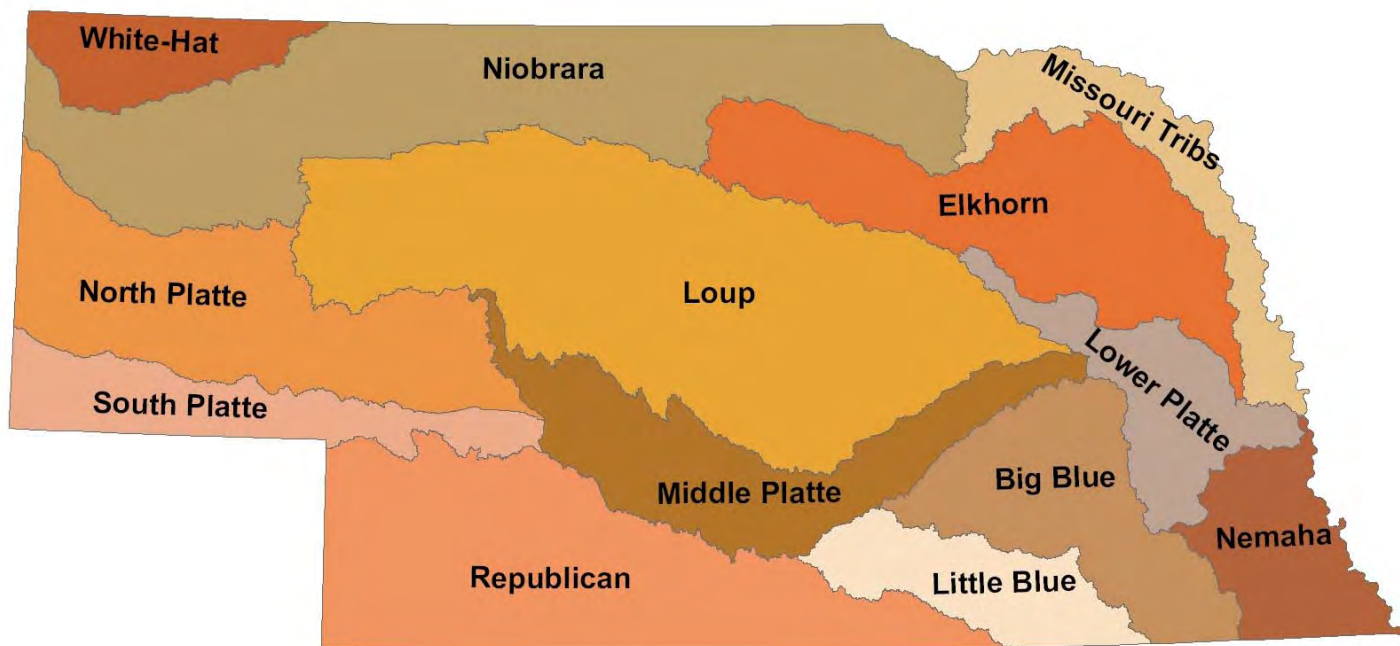 White-Hat
Niobrara
Missouri Tribs
Elkhorn
North Platte
Loup
Lower Platte
South Platte
Middle Platte
Big Blue
Nemaha
Republican
Little Blue